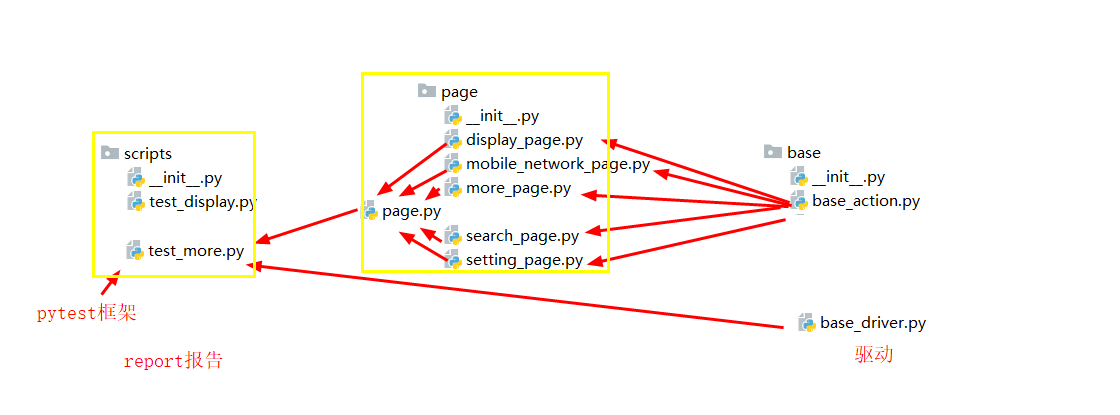 scripts
__init__.py
test_display.py
test_more.py
pytest框架
report报告
page
__init__.py
display_page.py
mobile_network_page.py
more_page.py
page.py
search_page.py
setting_page.py
base
__init__.py
base_action.py
base_driver.py
驱动